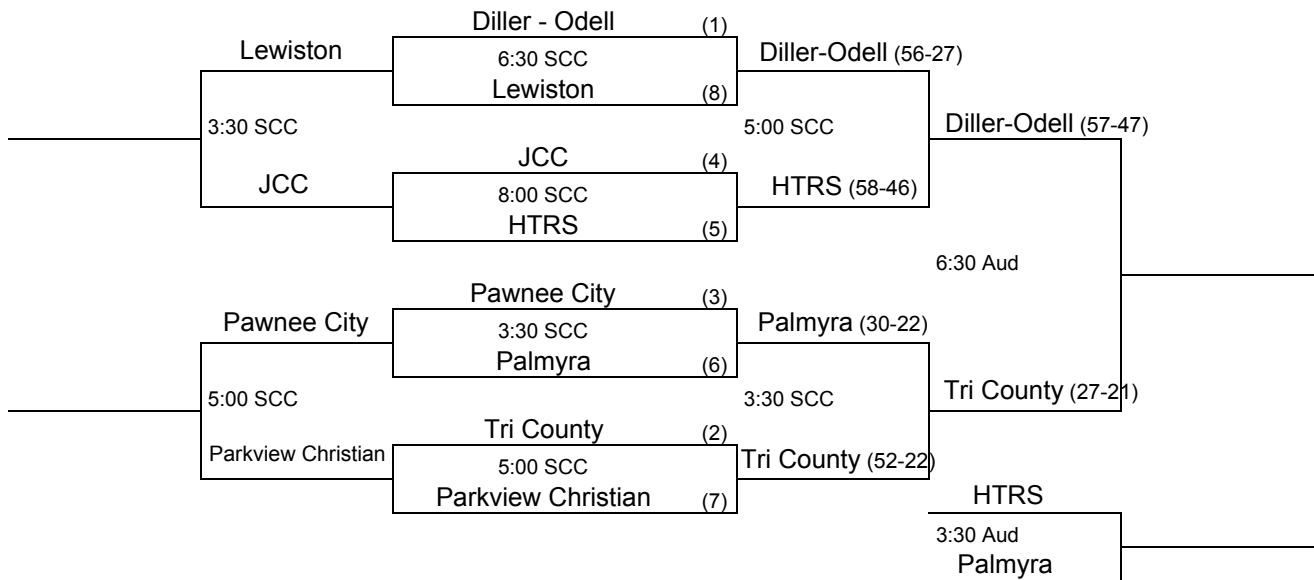 Diller - Odell (1)
Lewiston
6:30 SCC
Diller-Odell (56-27)
Lewiston (8)
3:30 SCC
5:00 SCC
Diller-Odell (57-47)
JCC (4)
JCC
8:00 SCC
HTRS (58-46)
HTRS (5)
6:30 Aud
Pawnee City (3)
Pawnee City
3:30 SCC
Palmyra (30-22)
Palmyra (6)
5:00 SCC
3:30 SCC
Tri County (27-21)
Tri County (2)
Parkview Christian
5:00 SCC
Tri County (52-22)
Parkview Christian (7)
HTRS
3:30 Aud
Palmyra